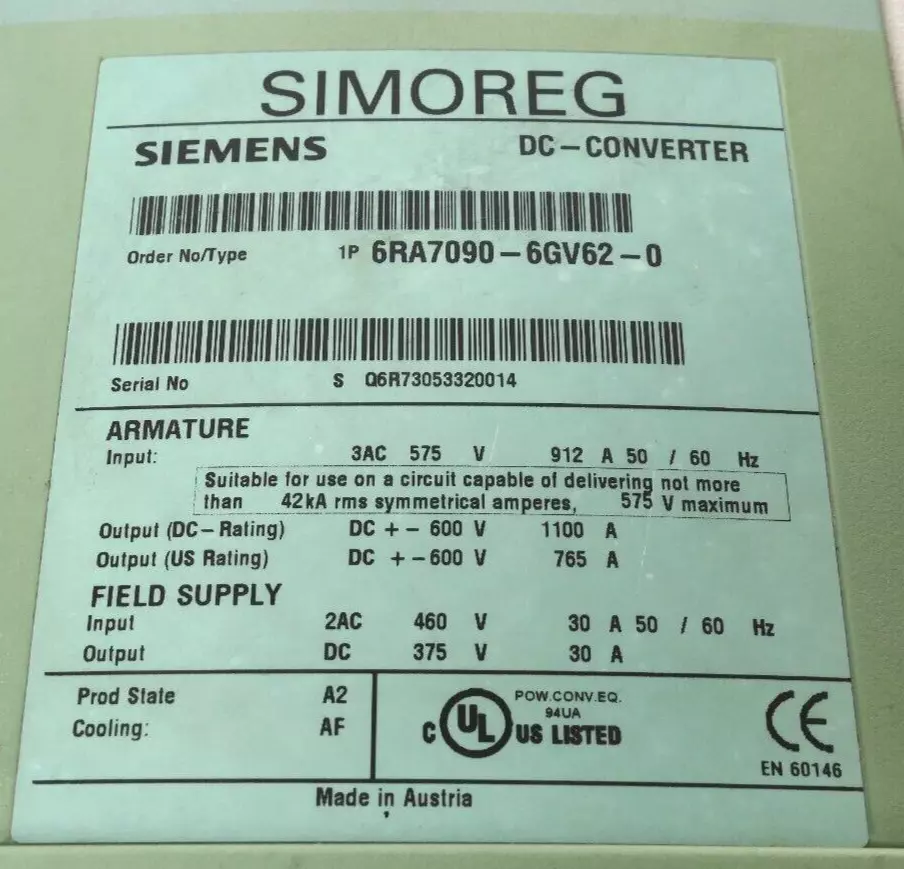 SIMOREG
SIEMENS DC-CONVERTER
Order No/Type 1P 6RA7090-6GV62-0
Serial No S Q6R73053320014
ARMATURE
Input: 3AC 575 V 912 A 50 / 60 Hz
Suitable for use on a circuit capable of delivering not more
than 42kA rms symmetrical amperes, 575 V maximum
Output (DC-Rating) DC +- 600 V 1100 A
Output (US Rating) DC +-600 V 765 A
FIELD SUPPLY
Input 2AC 460 V 30 A 50 / 60 Hz
Output DC 375 V 30 A
Prod State A2
Cooling: AF
C UL US LISTED
POW.CONV.EQ.
94UA
CE
EN 60146
Made in Austria